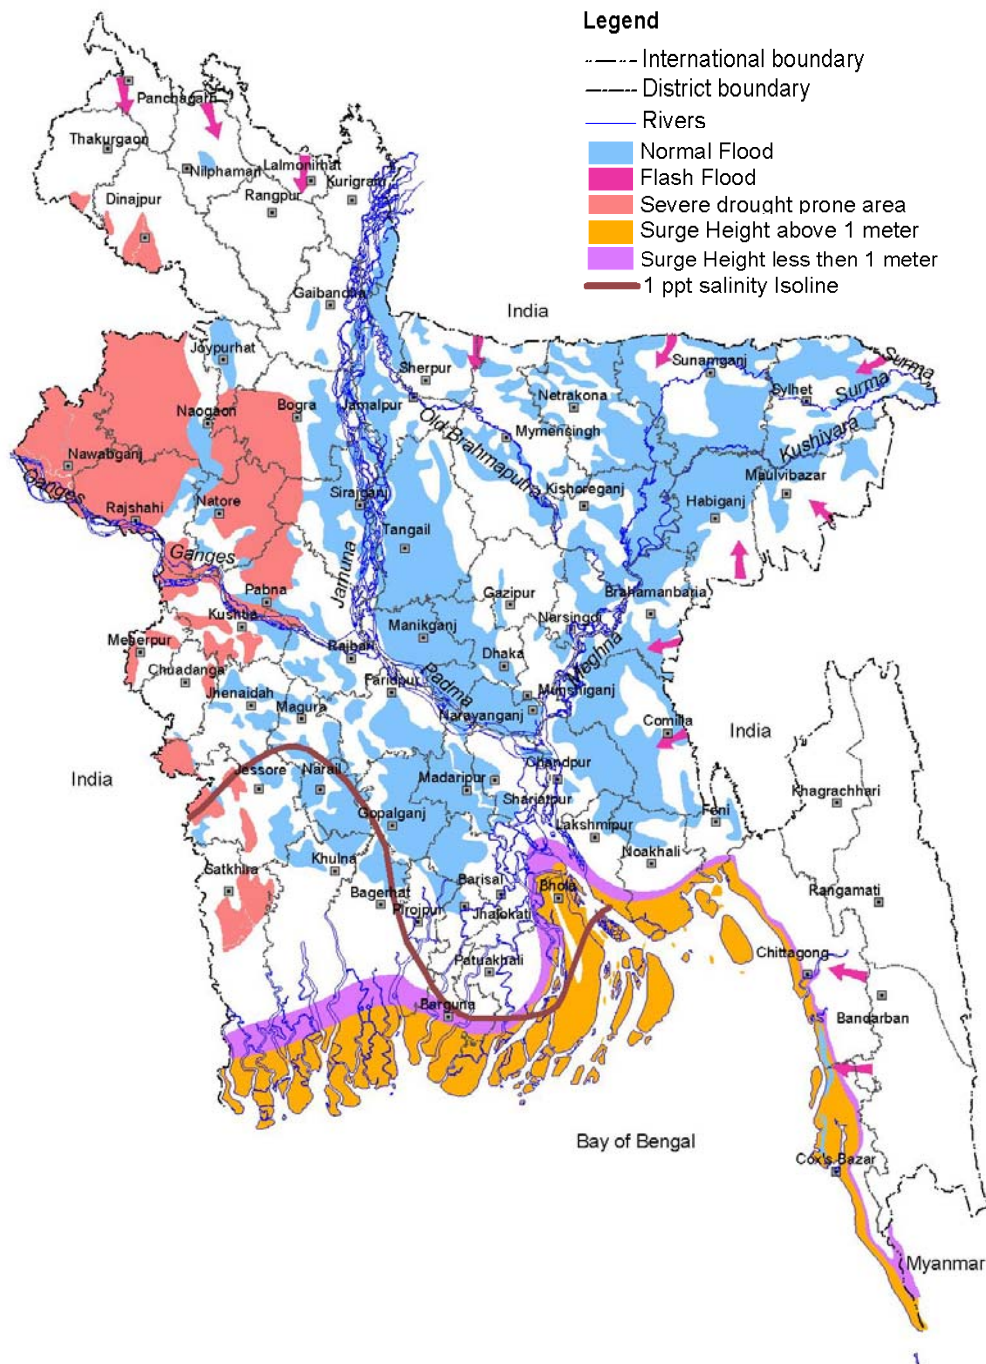 Legend
International boundary
District boundary
Rivers
Normal Flood
Flash Flood
Severe drought prone area
Surge Height above 1 meter
Surge Height less then 1 meter
1 ppt salinity Isoline
Panchagarh
Thakurgaon
Nilphamari
Lalmonirhat
Kurigram
Dinajpur
Rangpur
Gaibandha
India
Joypurhat
Sherpur
Sunamganj
Surma
Sylhet
Surma
Netrakona
Naogaon
Bogra
Jamalpur
Old Brahmaputra
Mymensingh
Kushiyara
Nawabganj
Ganges
Maulvibazar
Kishoreganj
Sirajganj
Rajshahi
Natore
Habiganj
Tangail
Ganges
Jamuna
Pabna
Gazipur
Brahamanbaria
Kushtia
Manikganj
Narsingdi
Meherpur
Rajbari
Dhaka
Meghna
Chuadanga
Faridpur
Padma
Jhenaidah
Munshiganj
Magura
Narayanganj
Comilla
India
India
Jessore
Narail
Madaripur
Chandpur
Khagrachhari
Shariatpur
Gopalganj
Feni
Lakshmipur
Noakhali
Khulna
Satkhira
Bagerhat
Barisal
Bhola
Rangamati
Pirojpur
Jhalokati
Patuakhali
Chittagong
Barguna
Bandarban
Bay of Bengal
Cox's Bazar
Myanmar